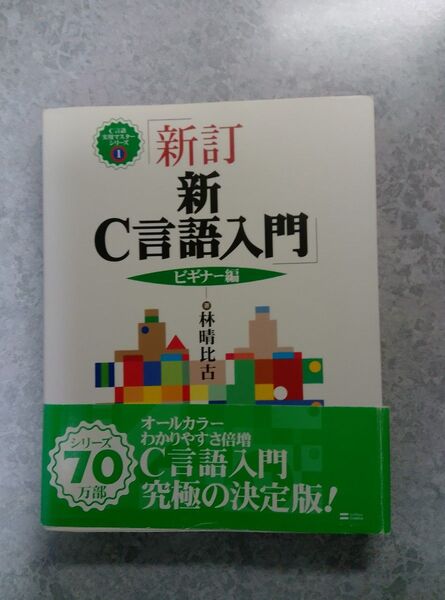 C言語
実用マスター
シリーズ
1
「新訂
新
C言語入門」
ビギナー編
著 林晴比古
シリーズ
70
万部
オールカラー
わかりやすさ倍増
C言語入門
究極の決定版!